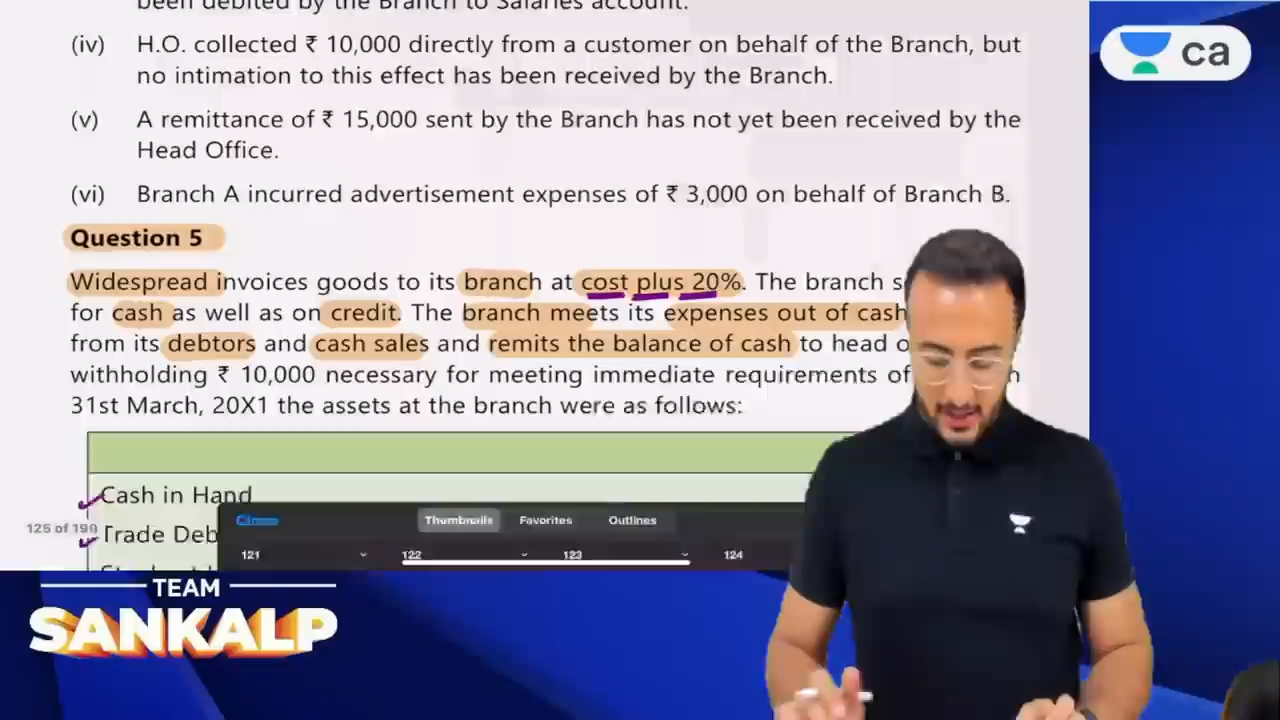 been debited by the Branch to Salaries account.
(iv) H.O. collected ₹ 10,000 directly from a customer on behalf of the Branch, but
no intimation to this effect has been received by the Branch.
(v) A remittance of ₹ 15,000 sent by the Branch has not yet been received by the
Head Office.
(vi) Branch A incurred advertisement expenses of ₹ 3,000 on behalf of Branch B.
Question 5
Widespread invoices goods to its branch at cost plus 20%. The branch s
for cash as well as on credit. The branch meets its expenses out of cash
from its debtors and cash sales and remits the balance of cash to head o
withholding ₹ 10,000 necessary for meeting immediate requirements of
31st March, 20X1 the assets at the branch were as follows:
Cash in Hand
125 of 199
Trade Deb
Close Thumbnails Favorites Outlines
121 122 123 124
TEAM
SANKALP
ca